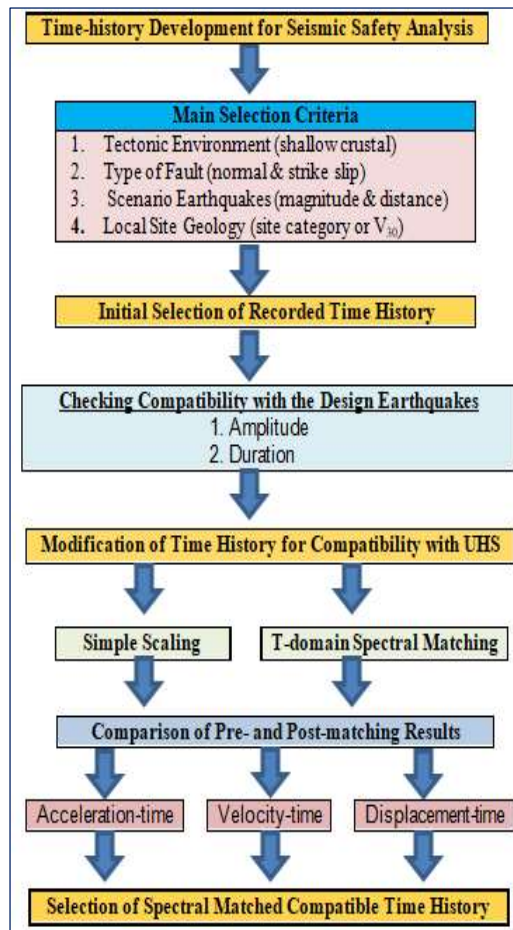 Time-history Development for Seismic Safety Analysis
Main Selection Criteria
1. Tectonic Environment (shallow crustal)
2. Type of Fault (normal & strike slip)
3. Scenario Earthquakes (magnitude & distance)
4. Local Site Geology (site category or V30)
Initial Selection of Recorded Time History
Checking Compatibility with the Design Earthquakes
1. Amplitude
2. Duration
Modification of Time History for Compatibility with UHS
Simple Scaling
T-domain Spectral Matching
Comparison of Pre- and Post-matching Results
Acceleration-time
Velocity-time
Displacement-time
Selection of Spectral Matched Compatible Time History